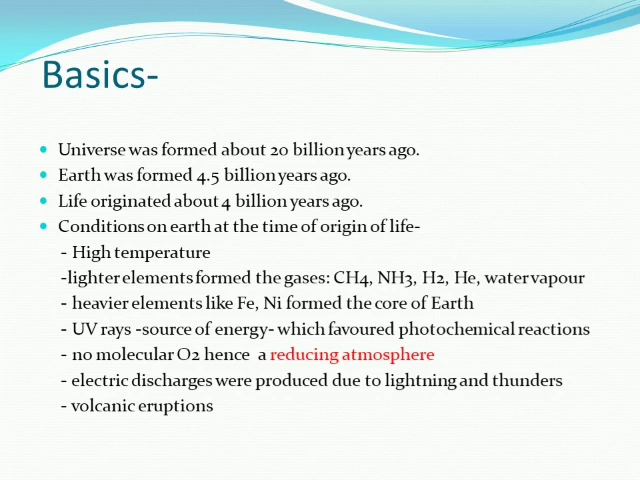 Basics-
Universe was formed about 20 billion years ago.
Earth was formed 4.5 billion years ago.
Life originated about 4 billion years ago.
Conditions on earth at the time of origin of life-
- High temperature
-lighter elements formed the gases: CH4, NH3, H2, He, water vapour
- heavier elements like Fe, Ni formed the core of Earth
- UV rays -source of energy- which favoured photochemical reactions
- no molecular O2 hence a reducing atmosphere
- electric discharges were produced due to lightning and thunders
- volcanic eruptions